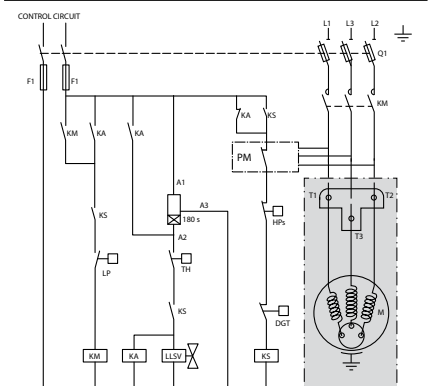 CONTROL CIRCUIT
L1 L3 L2
Q1
F1 F1
KM
KM KA KA KA KS
PM
A1
A3
T1 T2
180 s
KS HPs
T3
A2
LP TH
KS DGT M
KM KA LLSV KS